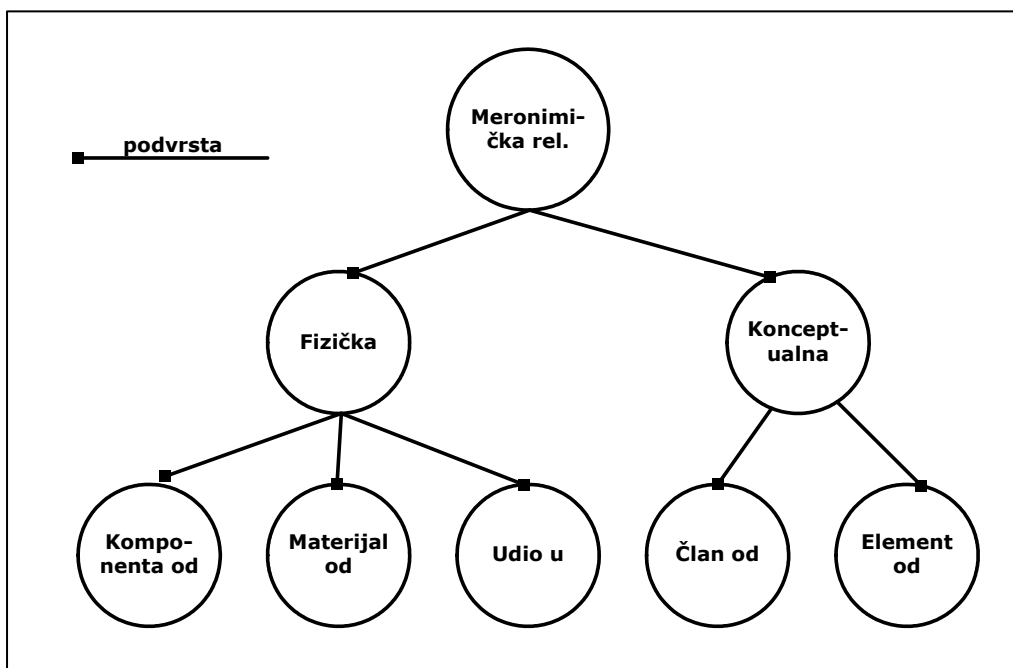 Meronimi-
čka rel.
podvrsta
Fizička
Koncept-
ualna
Kompo-
nenta od
Materijal
od
Udio u
Član od
Element
od